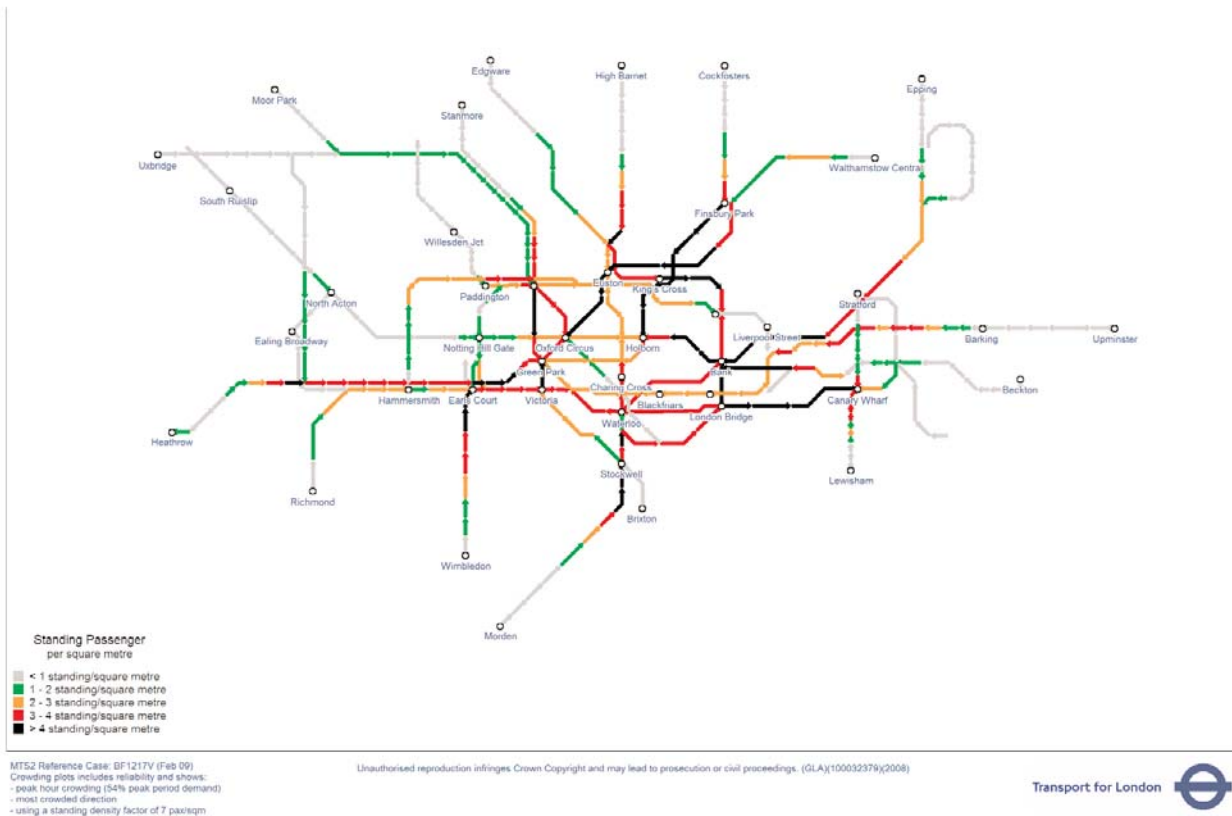 Edgware
High Barnet
Cockfosters
Epping
Moor Park
Stanmore
Uxbridge
Walthamstow Central
South Ruislip
Finsbury Park
Willesden Jct
Euston
Paddington
King's Cross
North Acton
Stratford
Ealing Broadway
Notting Hill Gate
Oxford Circus
Holborn
Liverpool Street
Barking
Upminster
Green Park
Bank
Charing Cross
Beckton
Hammersmith
Earls Court
Victoria
Blackfriars
London Bridge
Canary Wharf
Waterloo
Heathrow
Stockwell
Lewisham
Richmond
Brixton
Wimbledon
Morden
Standing Passenger
per square metre
< 1 standing/square metre
1 - 2 standing/square metre
2 - 3 standing/square metre
3 - 4 standing/square metre
> 4 standing/square metre
MTS2 Reference Case: BF1217V (Feb 09)
Crowding plots includes reliability and shows:
- peak hour crowding (54% peak period demand)
- most crowded direction
- using a standing density factor of 7 pax/sqm
Unauthorised reproduction infringes Crown Copyright and may lead to prosecution or civil proceedings. (GLA)(100032379)(2008)
Transport for London